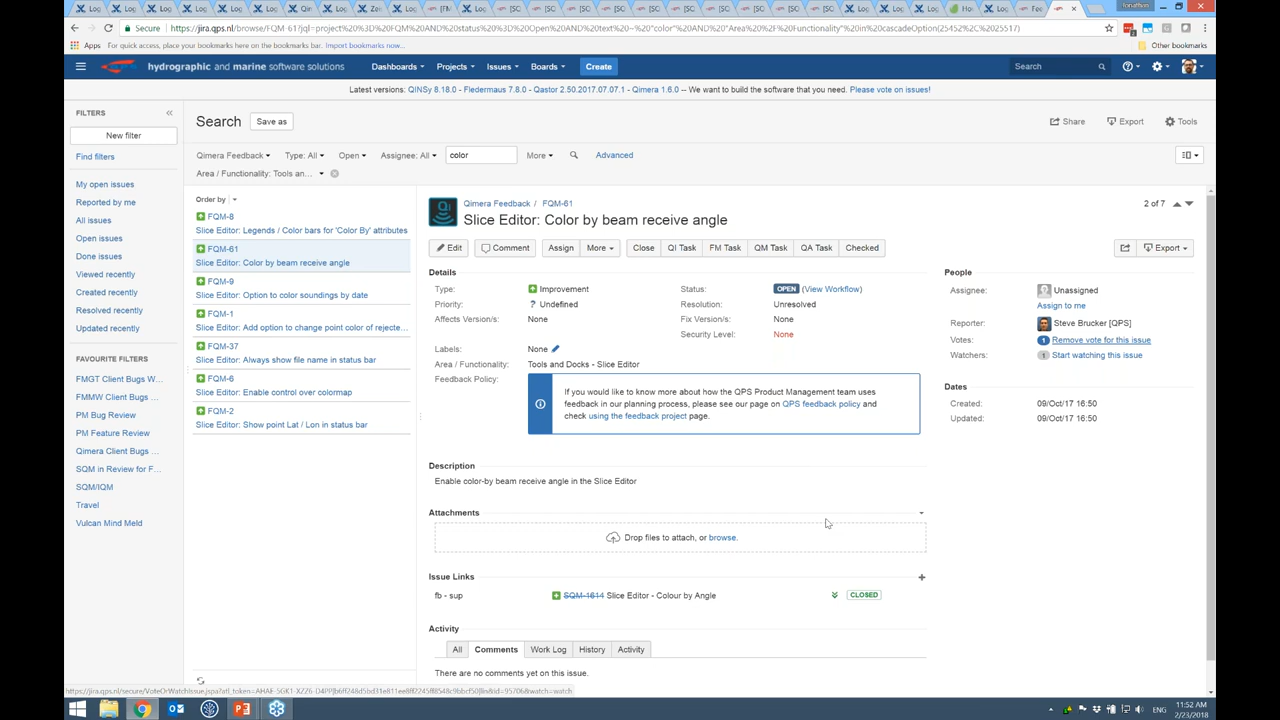 Jonathan
Secure https://jira.qps.nl/browse/FQM-61?jql=project%20%3D%20FQM%20AND%20status%20%3D%20Open%20AND%20text%20~%20"color"%20AND%20"Area%20%2F%20Functionality"%20in%20cascadeOption(25452%2C%2025517)
Apps For quick access, place your bookmarks here on the bookmarks bar. Import bookmarks now... Other bookmarks
hydrographic and marine software solutions Dashboards Projects Issues Boards Create Search
Latest versions: QINSy 8.18.0 - Fledermaus 7.8.0 - Qastor 2.50.2017.07.07.1 - Qimera 1.6.0 -- We want to build the software that you need. Please vote on issues!
FILTERS
New filter
Find filters
My open issues
Reported by me
All issues
Open issues
Done issues
Viewed recently
Created recently
Resolved recently
Updated recently
FAVOURITE FILTERS
FMGT Client Bugs W...
FMMW Client Bugs ...
PM Bug Review
PM Feature Review
Qimera Client Bugs ...
SQM in Review for F...
SQM/IQM
Travel
Vulcan Mind Meld
Search Save as
Share Export Tools
Qimera Feedback Type: All Open Assignee: All color More Advanced
Area / Functionality: Tools an...
Order by
FQM-8
Slice Editor: Legends / Color bars for 'Color By' attributes
FQM-61
Slice Editor: Color by beam receive angle
FQM-9
Slice Editor: Option to color soundings by date
FQM-1
Slice Editor: Add option to change point color of rejecte...
FQM-37
Slice Editor: Always show file name in status bar
FQM-6
Slice Editor: Enable control over colormap
FQM-2
Slice Editor: Show point Lat / Lon in status bar
Qimera Feedback / FQM-61
Slice Editor: Color by beam receive angle
2 of 7
Edit Comment Assign More Close QI Task FM Task QM Task QA Task Checked
Export
Details
Type: Improvement
Priority: ? Undefined
Affects Version/s: None
Status: OPEN (View Workflow)
Resolution: Unresolved
Fix Version/s: None
Security Level: None
Labels: None
Area / Functionality: Tools and Docks - Slice Editor
Feedback Policy:
If you would like to know more about how the QPS Product Management team uses
feedback in our planning process, please see our page on QPS feedback policy and
check using the feedback project page.
Description
Enable color-by beam receive angle in the Slice Editor
Attachments
Drop files to attach, or browse.
Issue Links
fb - sup SQM-1614 Slice Editor - Colour by Angle CLOSED
Activity
All Comments Work Log History Activity
There are no comments yet on this issue.
People
Assignee: Unassigned
Assign to me
Reporter: Steve Brucker [QPS]
Votes: 1 Remove vote for this issue
Watchers: 1 Start watching this issue
Dates
Created: 09/Oct/17 16:50
Updated: 09/Oct/17 16:50
ENG
11:52 AM
2/23/2018